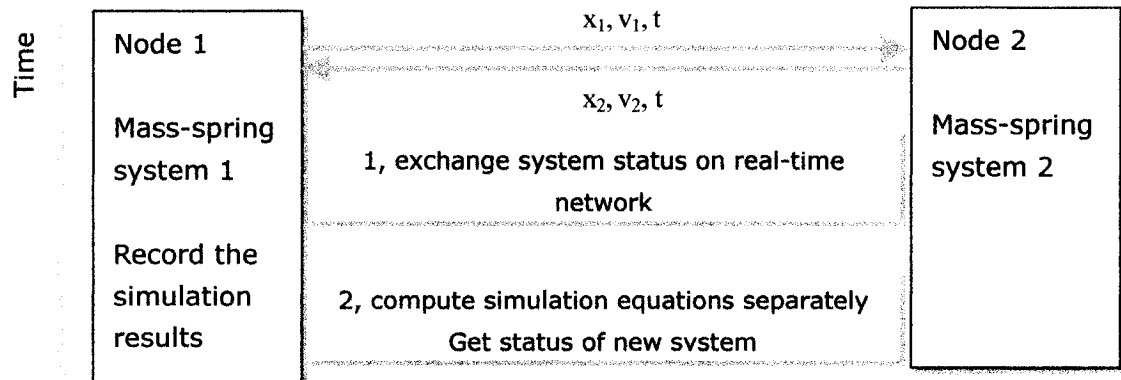 Time
Node 1
Mass-spring
system 1
Record the
simulation
results
x₁, v₁, t
x₂, v₂, t
1, exchange system status on real-time
network
2, compute simulation equations separately
Get status of new system
Node 2
Mass-spring
system 2